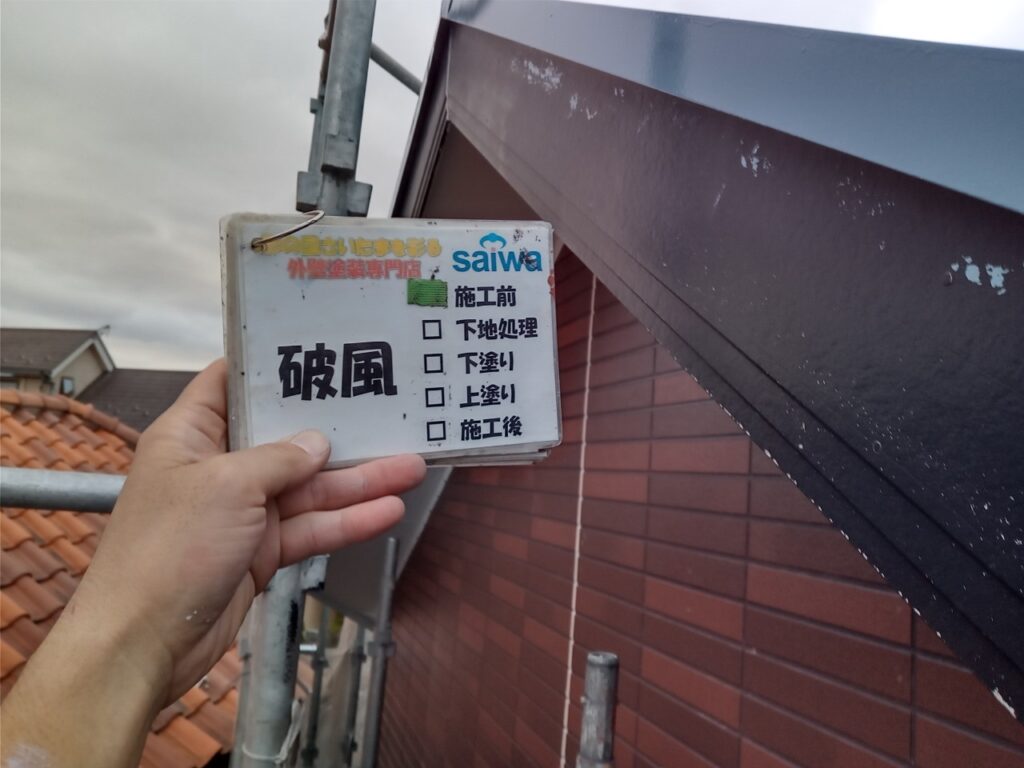 外壁塗装専門店
saiwa
施工前
下地処理
破風
下塗り
上塗り
施工後